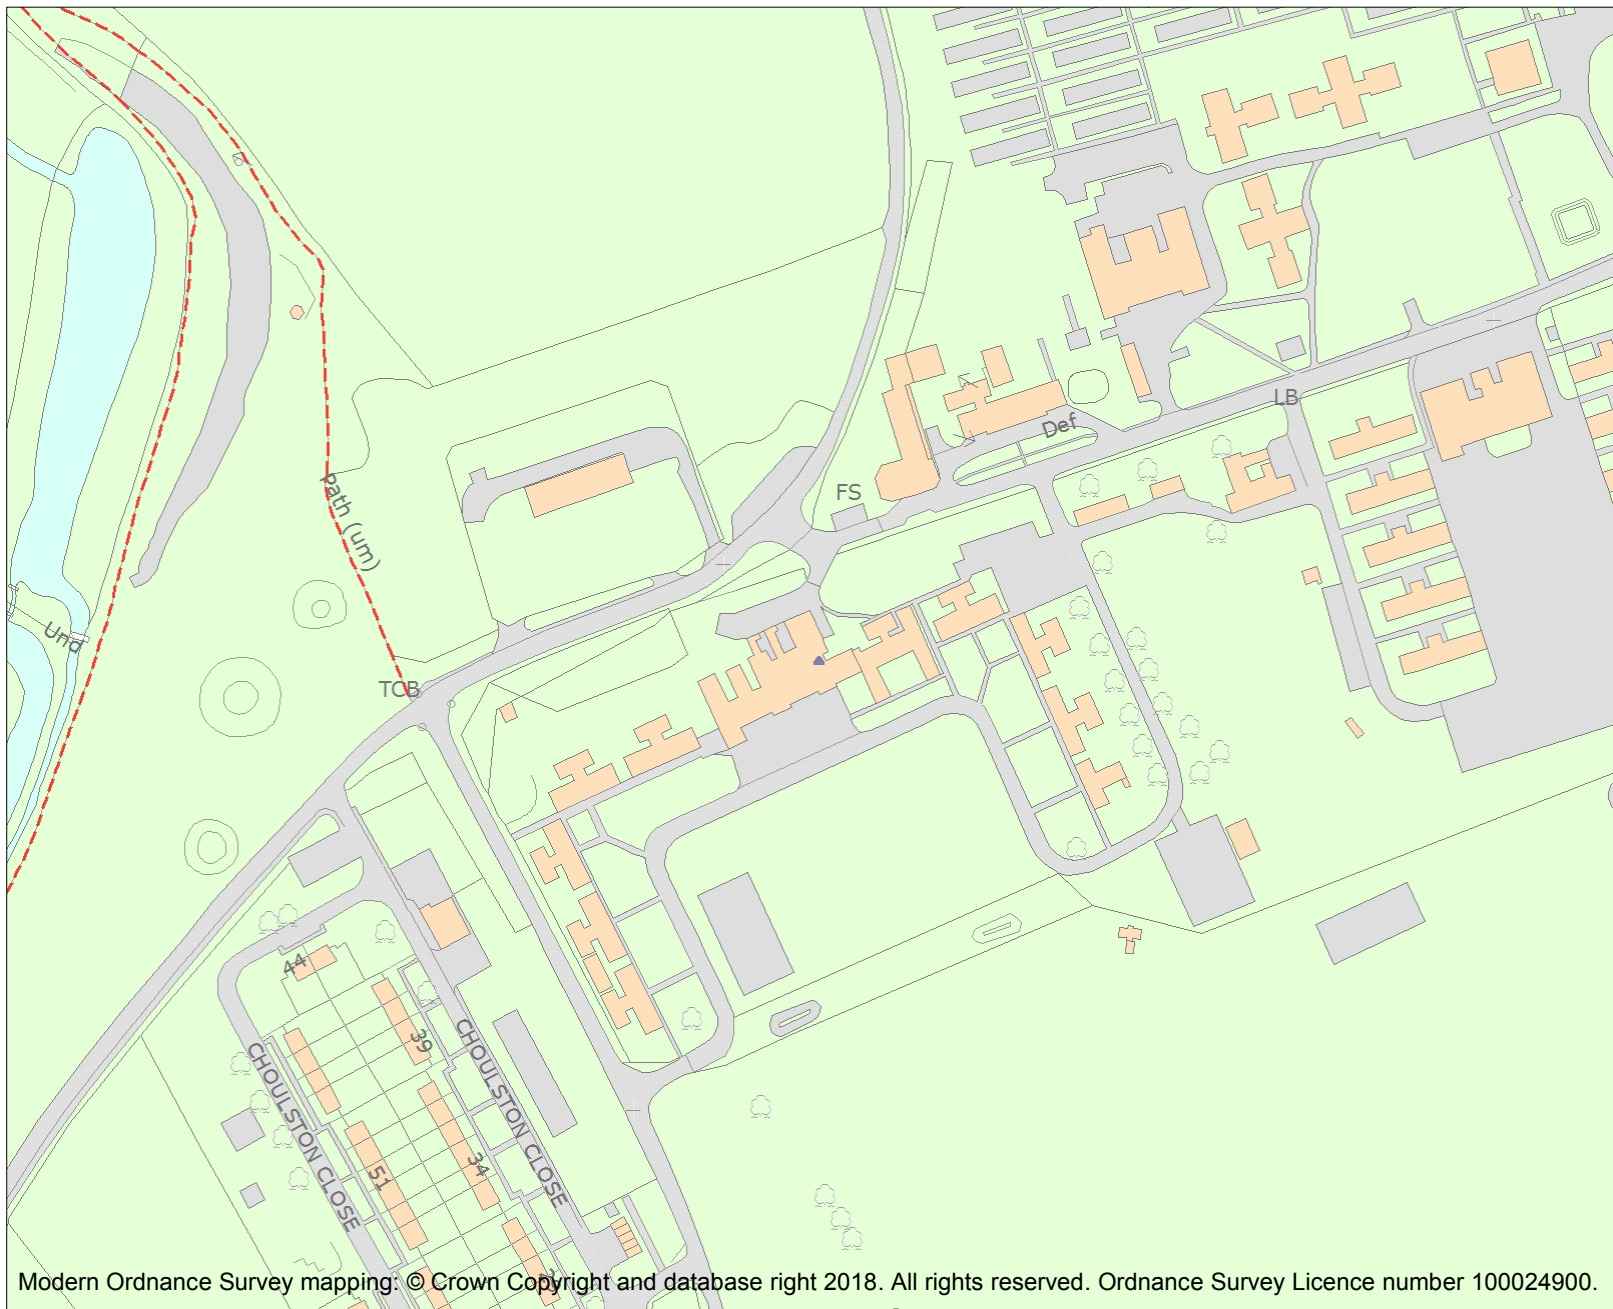 Path (um)
Und
TCB
FS
Def
LB
44
39
34
51
CHOULSTON CLOSE
CHOULSTON CLOSE
Modern Ordnance Survey mapping: © Crown Copyright and database right 2018. All rights reserved. Ordnance Survey Licence number 100024900.